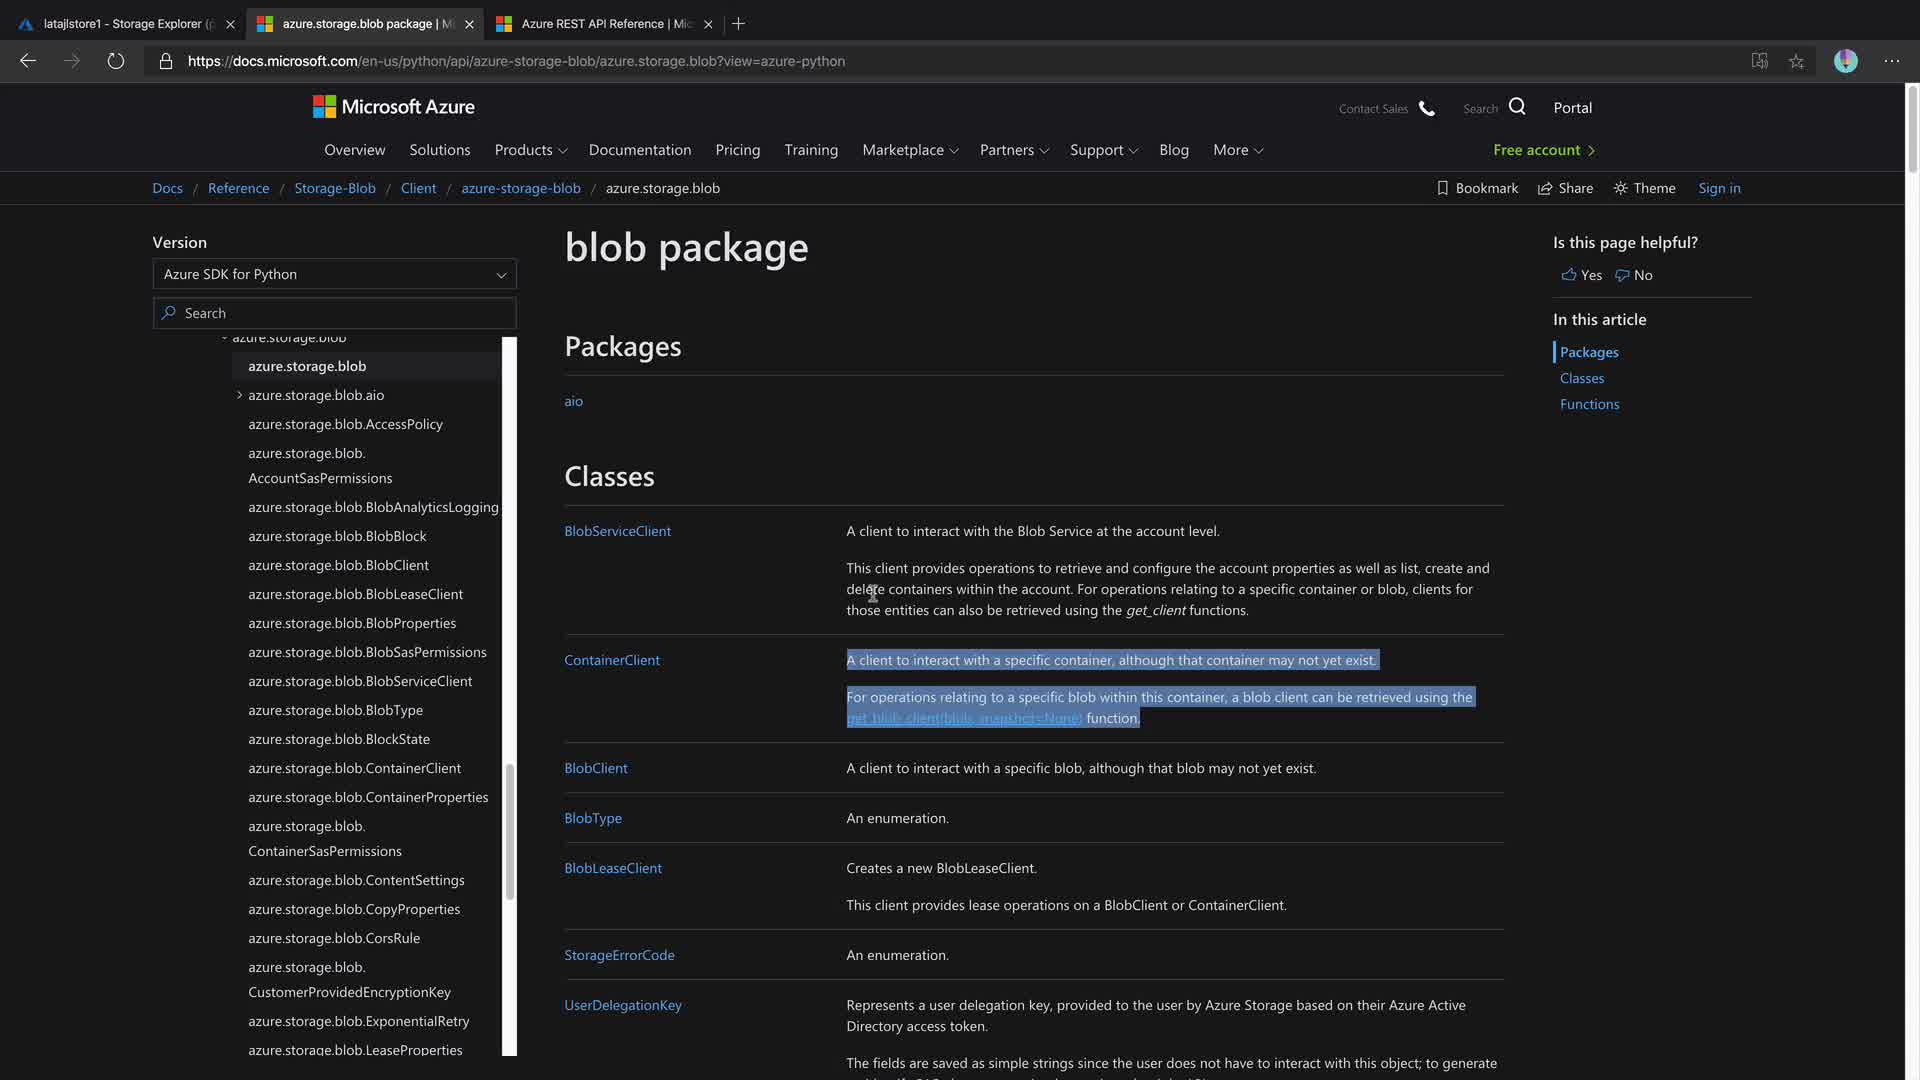 latajlstore1 - Storage Explorer (p
azure.storage.blob package | Mi
Azure REST API Reference | Mic
https://docs.microsoft.com/en-us/python/api/azure-storage-blob/azure.storage.blob?view=azure-python
Microsoft Azure
Contact Sales
Search
Portal
Overview Solutions Products Documentation Pricing Training Marketplace Partners Support Blog More
Free account >
Docs / Reference / Storage-Blob / Client / azure-storage-blob / azure.storage.blob
Bookmark Share Theme Sign in
Version
Azure SDK for Python
Search
azure.storage.blob
azure.storage.blob
azure.storage.blob.aio
azure.storage.blob.AccessPolicy
azure.storage.blob.
AccountSasPermissions
azure.storage.blob.BlobAnalyticsLogging
azure.storage.blob.BlobBlock
azure.storage.blob.BlobClient
azure.storage.blob.BlobLeaseClient
azure.storage.blob.BlobProperties
azure.storage.blob.BlobSasPermissions
azure.storage.blob.BlobServiceClient
azure.storage.blob.BlobType
azure.storage.blob.BlockState
azure.storage.blob.ContainerClient
azure.storage.blob.ContainerProperties
azure.storage.blob.
ContainerSasPermissions
azure.storage.blob.ContentSettings
azure.storage.blob.CopyProperties
azure.storage.blob.CorsRule
azure.storage.blob.
CustomerProvidedEncryptionKey
azure.storage.blob.ExponentialRetry
azure.storage.blob.LeaseProperties
blob package
Packages
aio
Classes
BlobServiceClient
A client to interact with the Blob Service at the account level.
This client provides operations to retrieve and configure the account properties as well as list, create and
delete containers within the account. For operations relating to a specific container or blob, clients for
those entities can also be retrieved using the get_client functions.
ContainerClient
A client to interact with a specific container, although that container may not yet exist.
For operations relating to a specific blob within this container, a blob client can be retrieved using the
get_blob_client(blob, snapshot=None) function.
BlobClient
A client to interact with a specific blob, although that blob may not yet exist.
BlobType
An enumeration.
BlobLeaseClient
Creates a new BlobLeaseClient.
This client provides lease operations on a BlobClient or ContainerClient.
StorageErrorCode
An enumeration.
UserDelegationKey
Represents a user delegation key, provided to the user by Azure Storage based on their Azure Active
Directory access token.
The fields are saved as simple strings since the user does not have to interact with this object; to generate
Is this page helpful?
Yes No
In this article
Packages
Classes
Functions